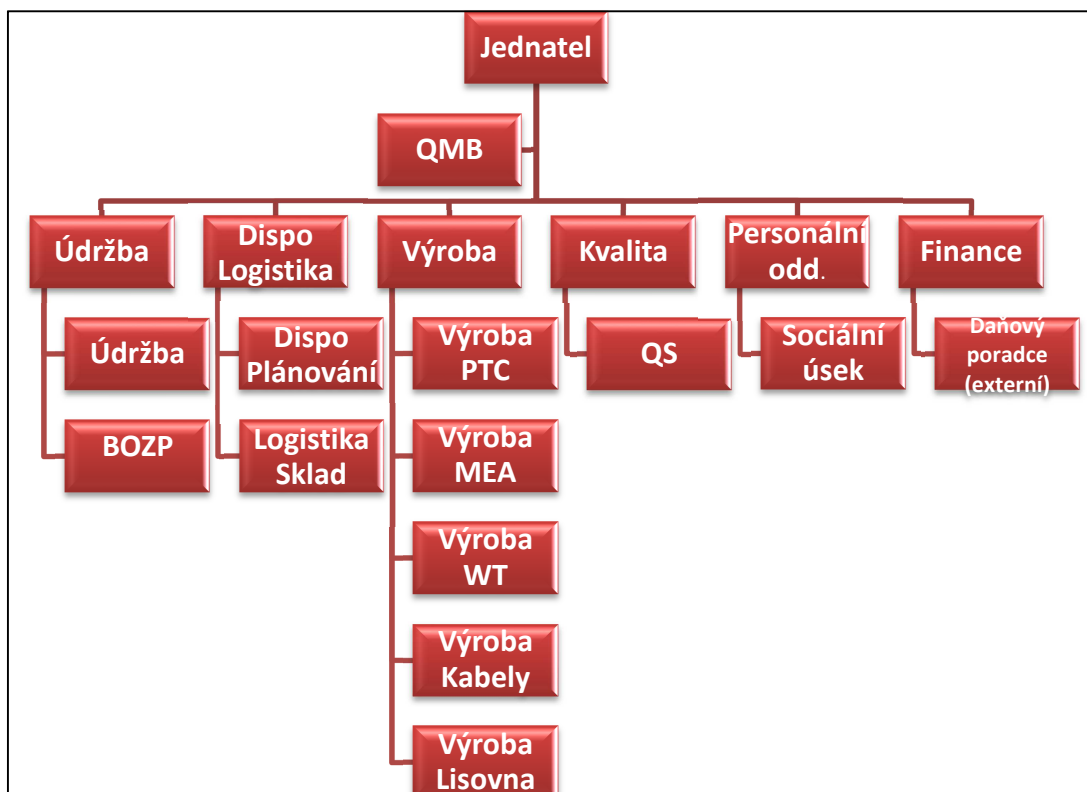 Jednatel
QMB
Údržba
Dispo
Logistika
Výroba
Kvalita
Personální
odd.
Finance
Údržba
Dispo
Plánování
Výroba
PTC
QS
Sociální
úsek
Daňový
poradce
(externí)
BOZP
Logistika
Sklad
Výroba
MEA
Výroba
WT
Výroba
Kabely
Výroba
Lisovna